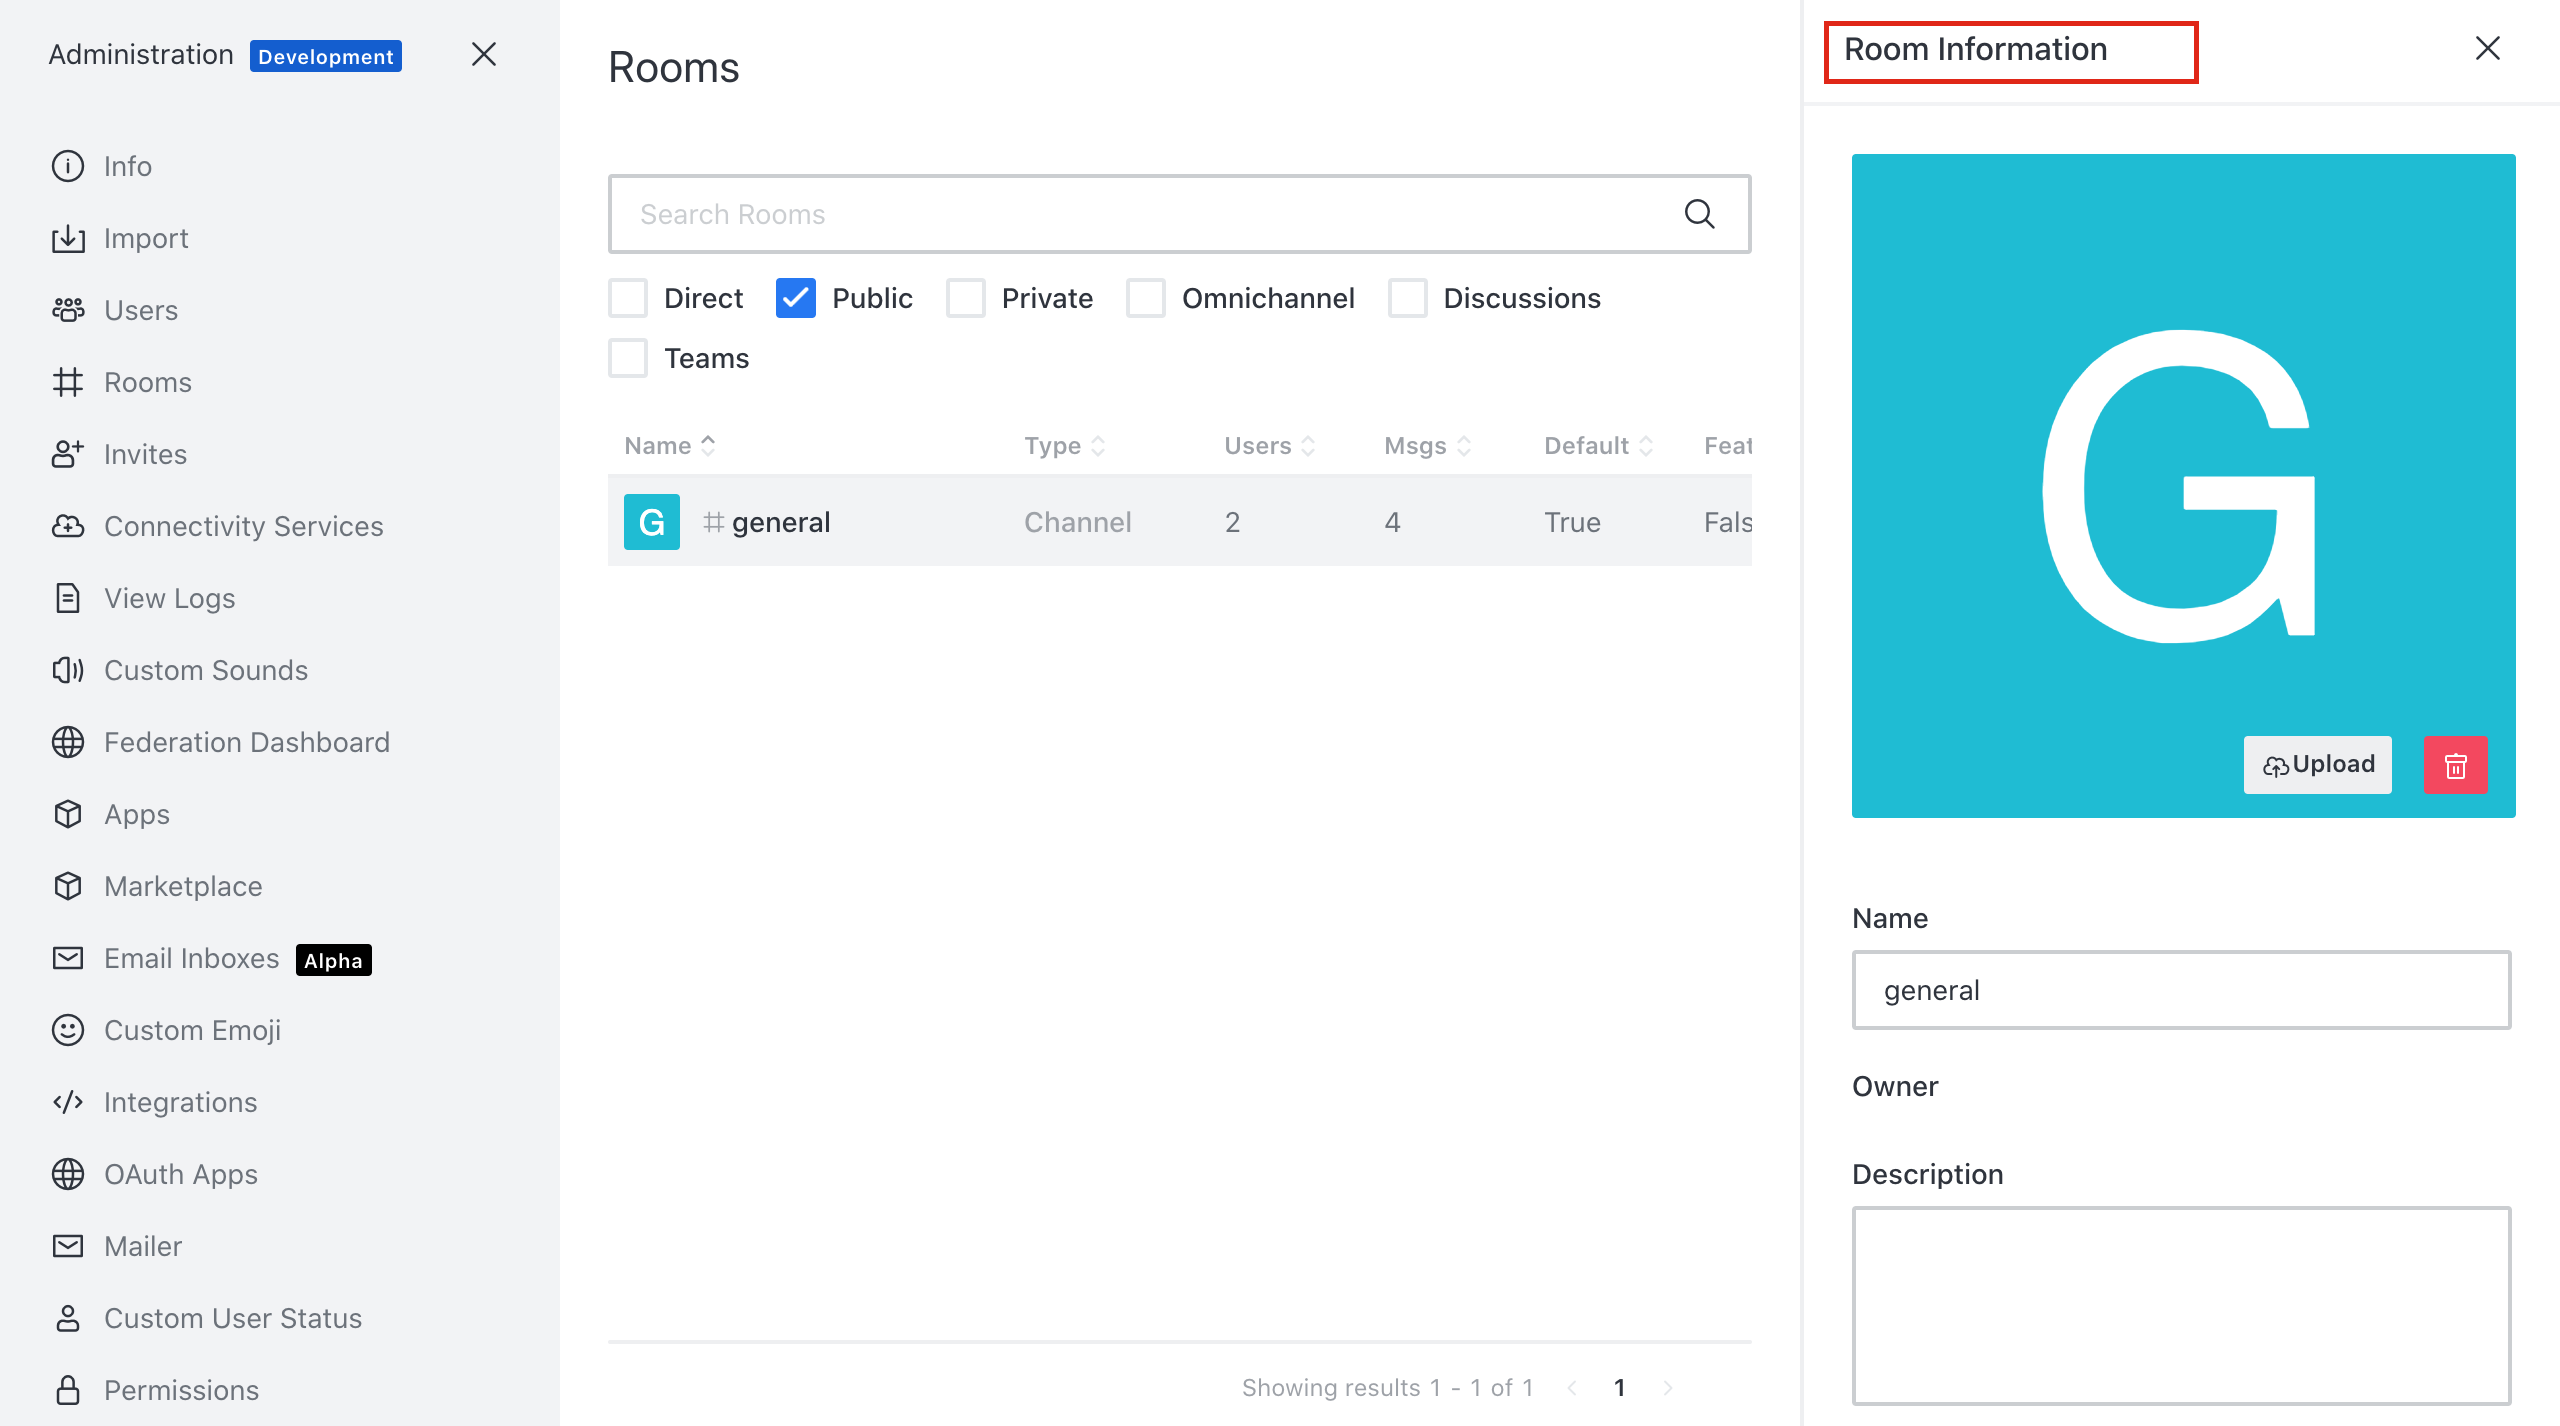 Administration Development
Info
Import
Users
Rooms
Invites
Connectivity Services
View Logs
Custom Sounds
Federation Dashboard
Apps
Marketplace
Email Inboxes Alpha
Custom Emoji
Integrations
OAuth Apps
Mailer
Custom User Status
Permissions
Rooms
Search Rooms
Direct Public Private Omnichannel Discussions
Teams
Name Type Users Msgs Default Feat
G # general Channel 2 4 True Fals
Showing results 1 - 1 of 1 < 1 >
Room Information
G
Upload
Name
general
Owner
Description